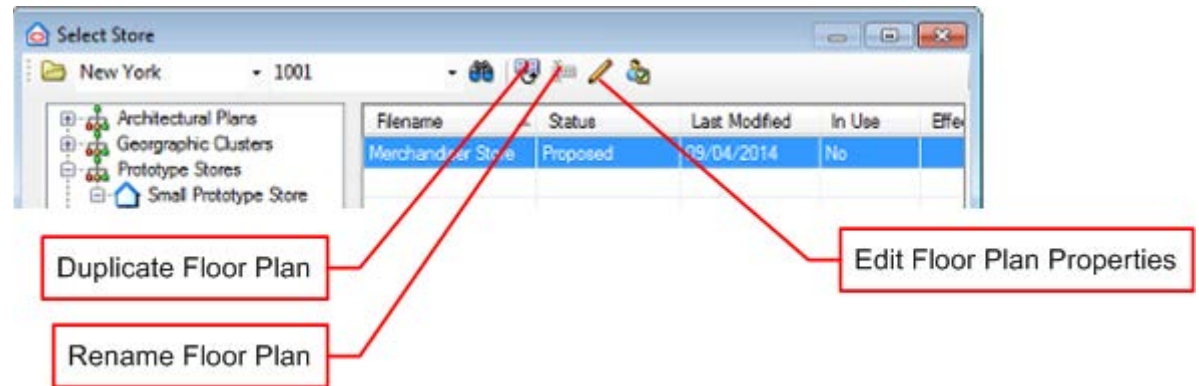 Select Store
New York 1001
Architectural Plans
Georgraphic Clusters
Prototype Stores
Small Prototype Store
Filename Status Last Modified In Use Effe
Merchandiser Store Proposed 09/04/2014 No
Duplicate Floor Plan
Rename Floor Plan
Edit Floor Plan Properties